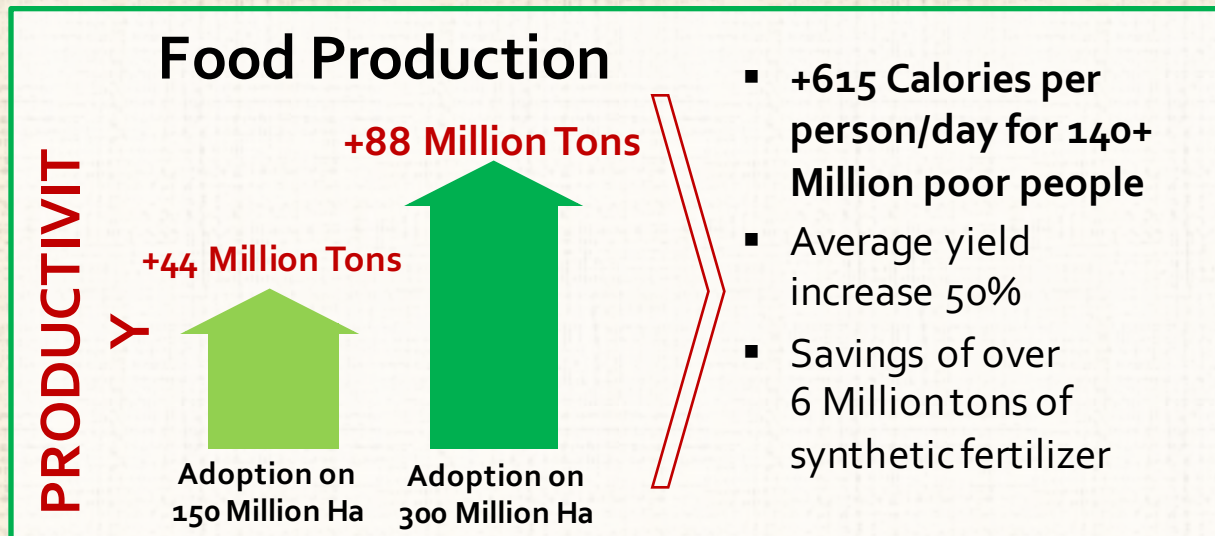 PRODUCTIVIT
Y
Food Production
+88 Million Tons
+44 Million Tons
Adoption on
150 Million Ha
Adoption on
300 Million Ha
▪ +615 Calories per
person/day for 140+
Million poor people
▪ Average yield
increase 50%
▪ Savings of over
6 Million tons of
synthetic fertilizer